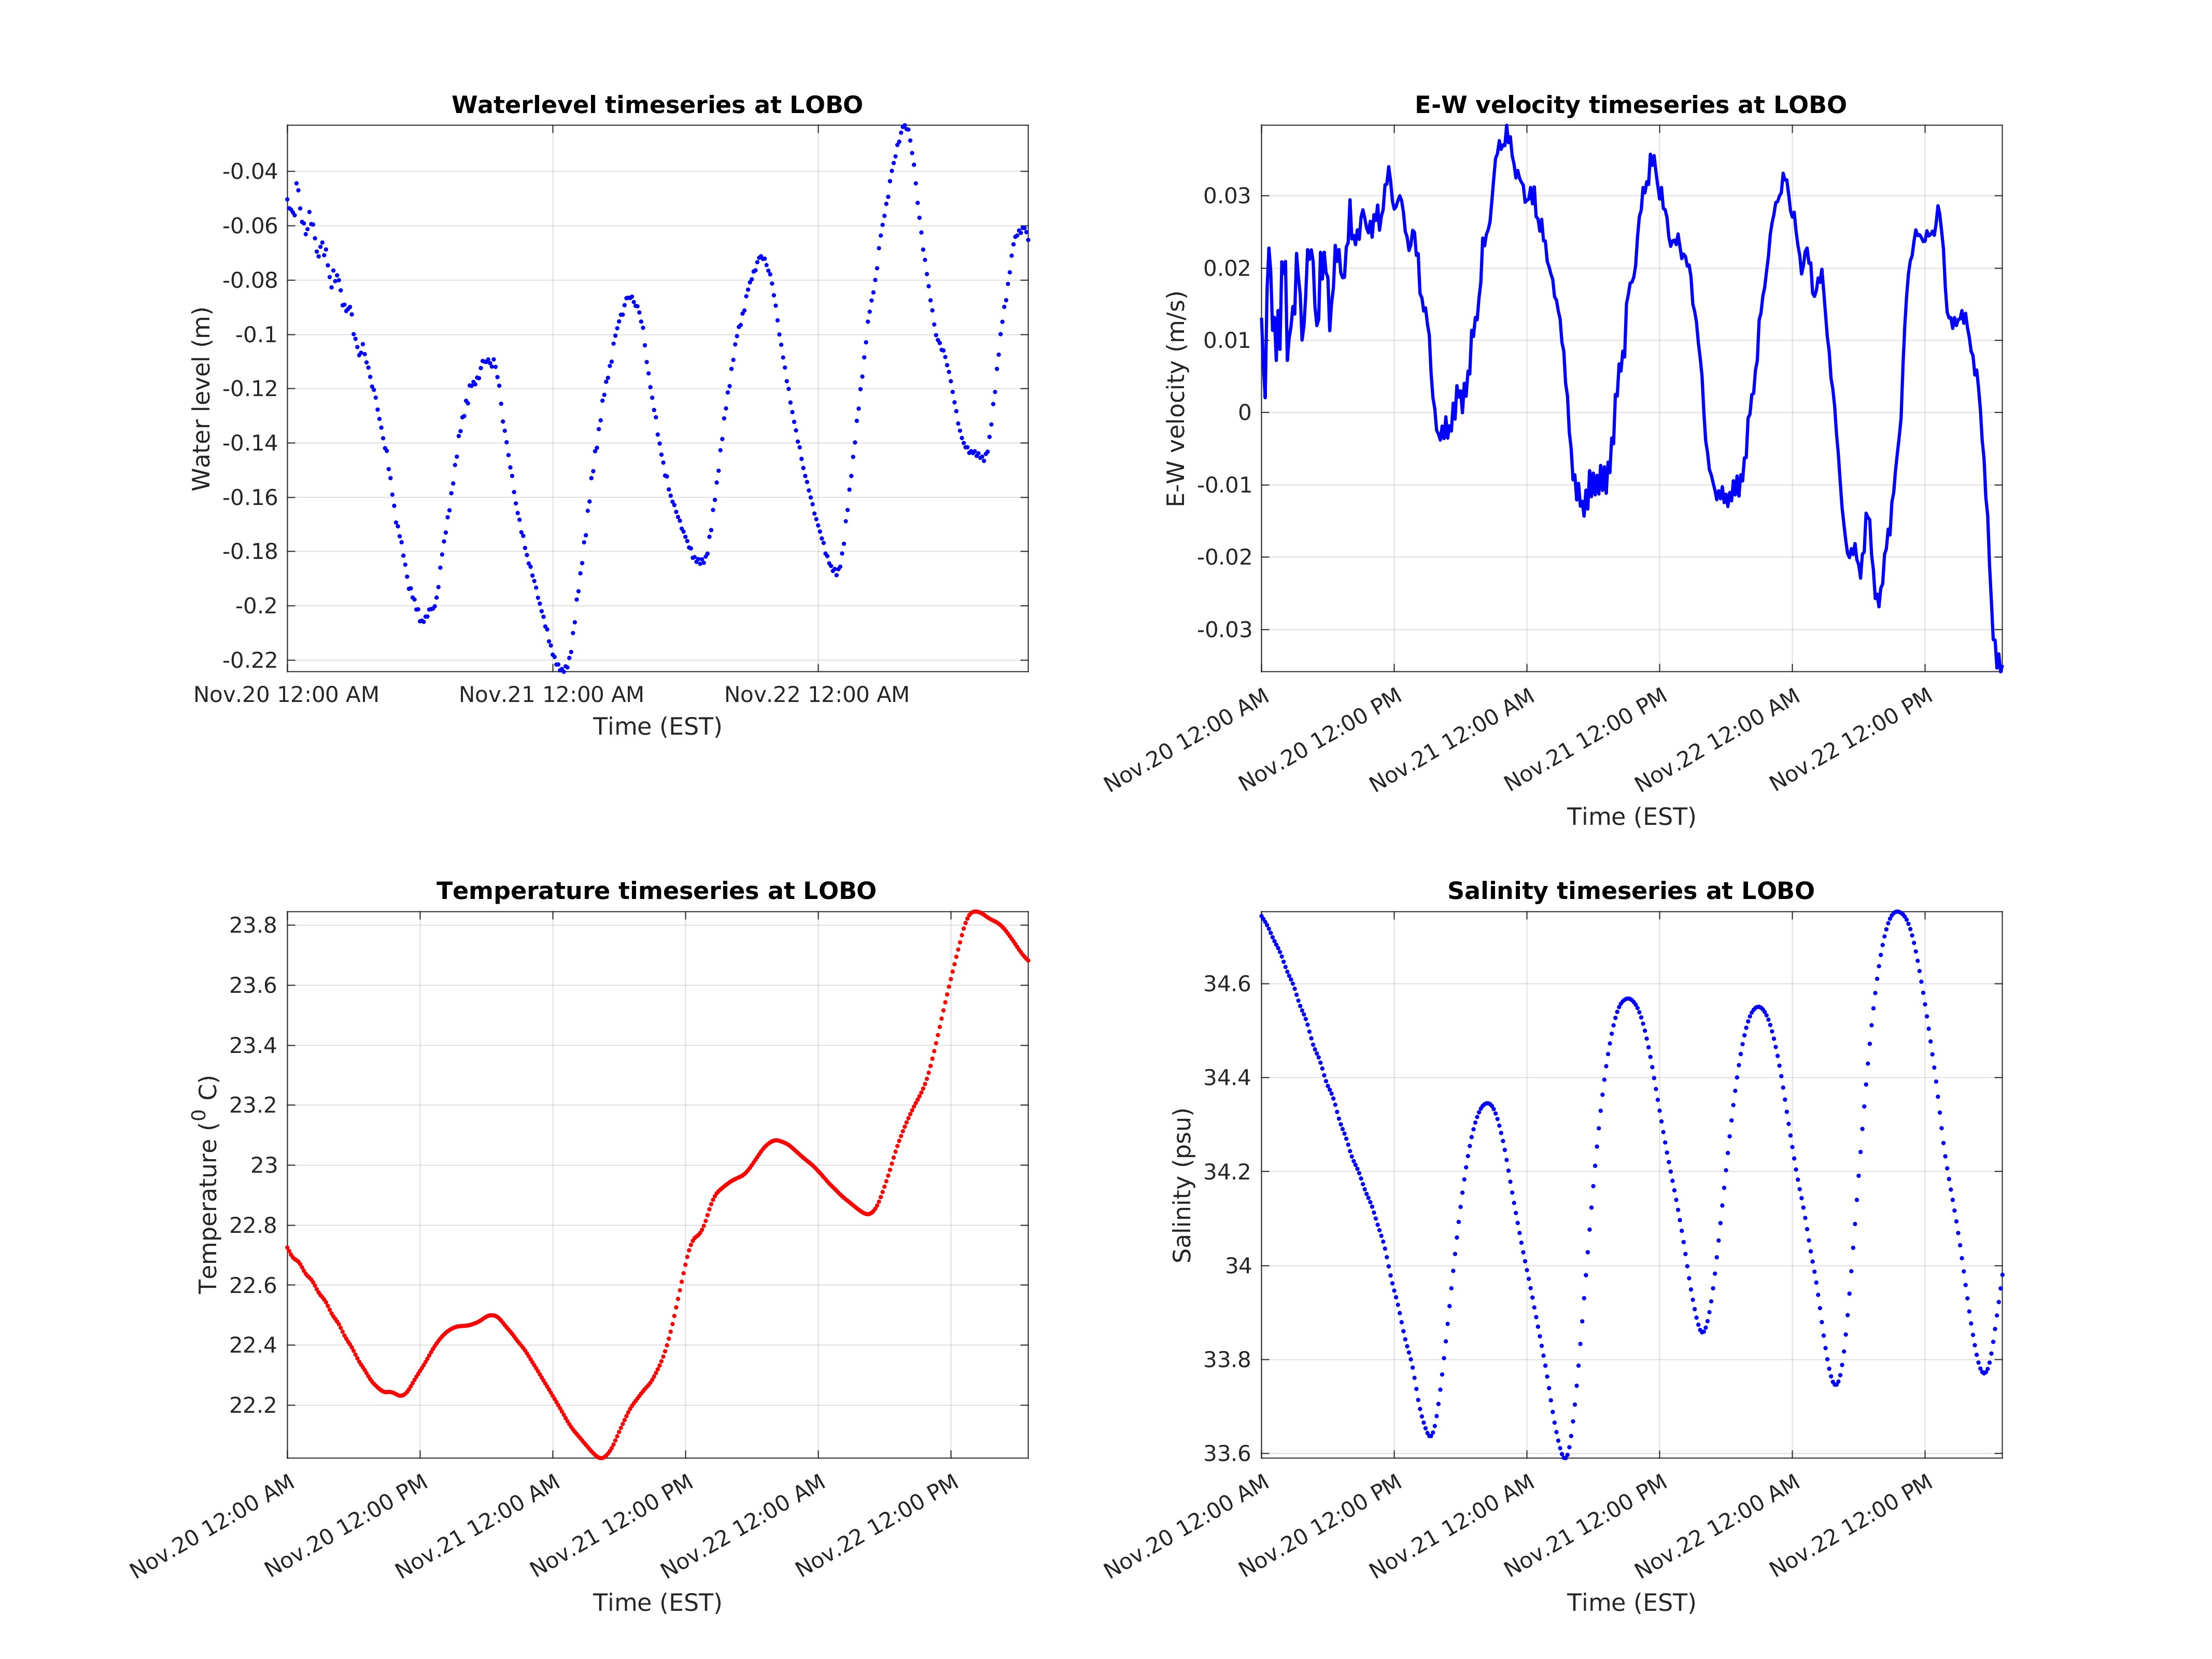 Waterlevel timeseries at LOBO
-0.04
-0.06
-0.08
-0.1
-0.12
-0.14
-0.16
-0.18
-0.2
-0.22
Water level (m)
Nov.20 12:00 AM
Nov.21 12:00 AM
Nov.22 12:00 AM
Time (EST)
E-W velocity timeseries at LOBO
0.03
0.02
0.01
0
-0.01
-0.02
-0.03
E-W velocity (m/s)
Nov.20 12:00 AM
Nov.20 12:00 PM
Nov.21 12:00 AM
Nov.21 12:00 PM
Nov.22 12:00 AM
Nov.22 12:00 PM
Time (EST)
Temperature timeseries at LOBO
23.8
23.6
23.4
23.2
23
22.8
22.6
22.4
22.2
Temperature (⁰ C)
Nov.20 12:00 AM
Nov.20 12:00 PM
Nov.21 12:00 AM
Nov.21 12:00 PM
Nov.22 12:00 AM
Nov.22 12:00 PM
Time (EST)
Salinity timeseries at LOBO
34.6
34.4
34.2
34
33.8
33.6
Salinity (psu)
Nov.20 12:00 AM
Nov.20 12:00 PM
Nov.21 12:00 AM
Nov.21 12:00 PM
Nov.22 12:00 AM
Nov.22 12:00 PM
Time (EST)